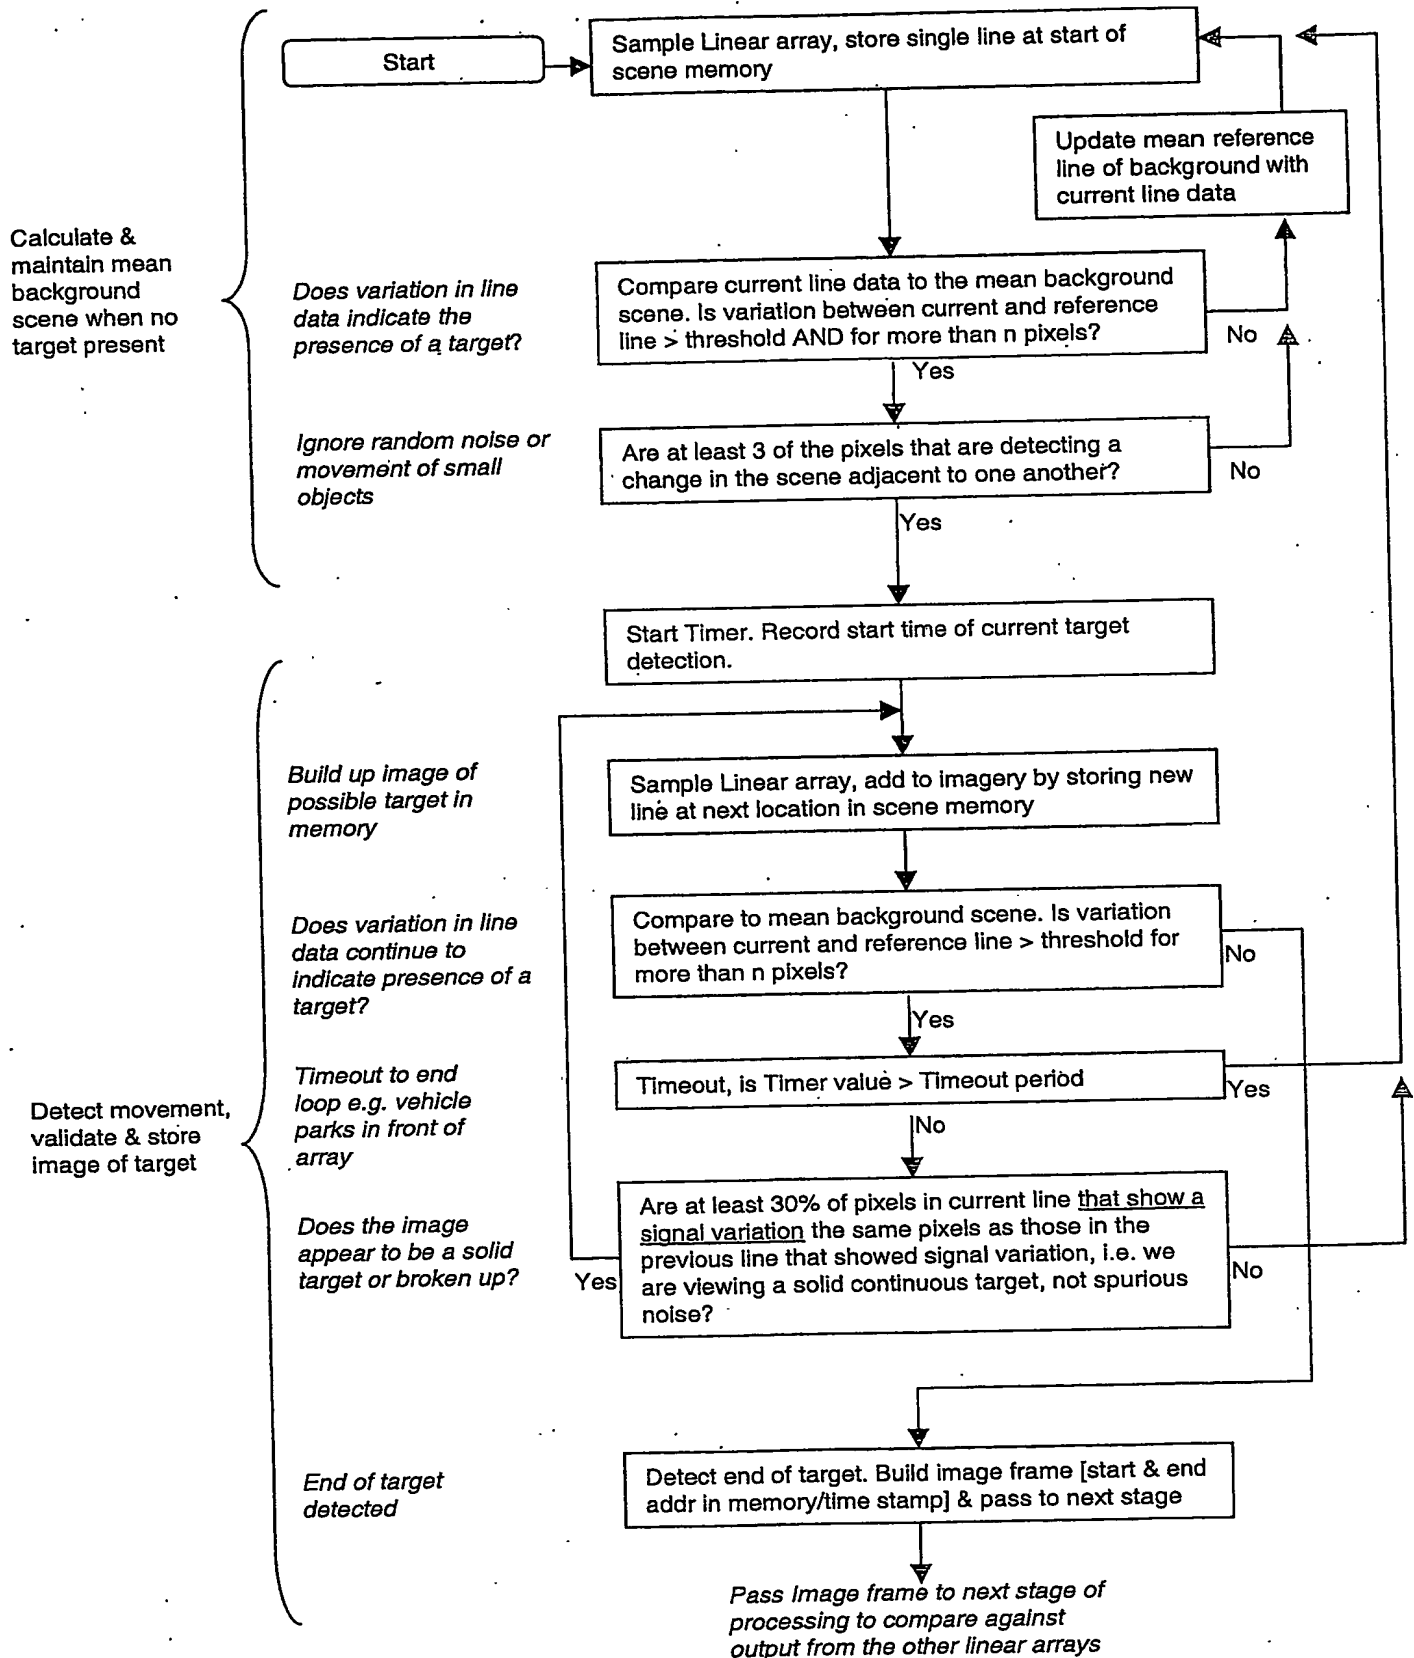 Start
Sample Linear array, store single line at start of
scene memory
Update mean reference
line of background with
current line data
Calculate &
maintain mean
background
scene when no
target present
Does variation in line
data indicate the
presence of a target?
Compare current line data to the mean background
scene. Is variation between current and reference
line > threshold AND for more than n pixels?
No
Yes
Ignore random noise or
movement of small
objects
Are at least 3 of the pixels that are detecting a
change in the scene adjacent to one another?
No
Yes
Start Timer. Record start time of current target
detection.
Build up image of
possible target in
memory
Sample Linear array, add to imagery by storing new
line at next location in scene memory
Does variation in line
data continue to
indicate presence of a
target?
Compare to mean background scene. Is variation
between current and reference line > threshold for
more than n pixels?
No
Yes
Detect movement,
validate & store
image of target
Timeout to end
loop e.g. vehicle
parks in front of
array
Timeout, is Timer value > Timeout period
Yes
No
Does the image
appear to be a solid
target or broken up?
Yes
Are at least 30% of pixels in current line that show a
signal variation the same pixels as those in the
previous line that showed signal variation, i.e. we
are viewing a solid continuous target, not spurious
noise?
No
End of target
detected
Detect end of target. Build image frame [start & end
addr in memory/time stamp] & pass to next stage
Pass Image frame to next stage of
processing to compare against
output from the other linear arrays